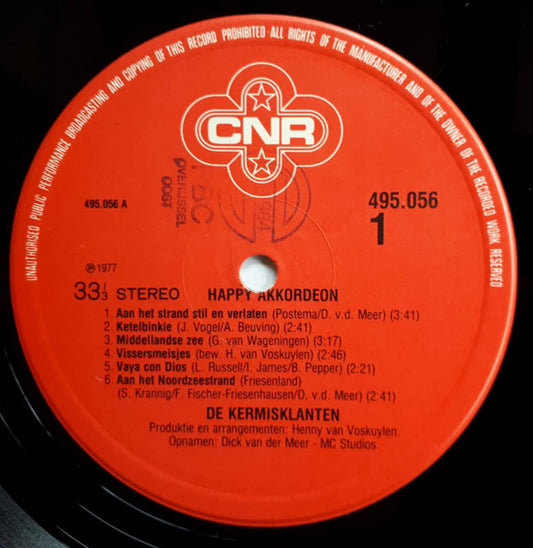 UNAUTHORISED PUBLIC PERFORMANCE BROADCASTING AND COPYING OF THIS RECORD PROHIBITED-ALL RIGHTS OF THE MANUFACTURER AND OF THE OWNER OF THE RECORDED WORK RESERVED
CNR
495.056 A
OVERIJSSEL
OOST
495.056
1
℗ 1977
33⅓ STEREO HAPPY AKKORDEON
1. Aan het strand stil en verlaten (Postema/D. v.d. Meer) (3:41)
2. Ketelbinkie (J. Vogel/A. Beuving) (2:41)
3. Middellandse zee (G. van Wageningen) (3:17)
4. Vissersmeisjes (bew. H. van Voskuylen) (2:46)
5. Vaya con Dios (L. Russell/I. James/B. Pepper) (2:21)
6. Aan het Noordzeestrand (Friesenland)
(S. Krannig/F. Fischer-Friesenhausen/D. v.d. Meer) (2:41)
DE KERMISKLANTEN
Produktie en arrangementen: Henny van Voskuylen.
Opnamen: Dick van der Meer - MC Studios.